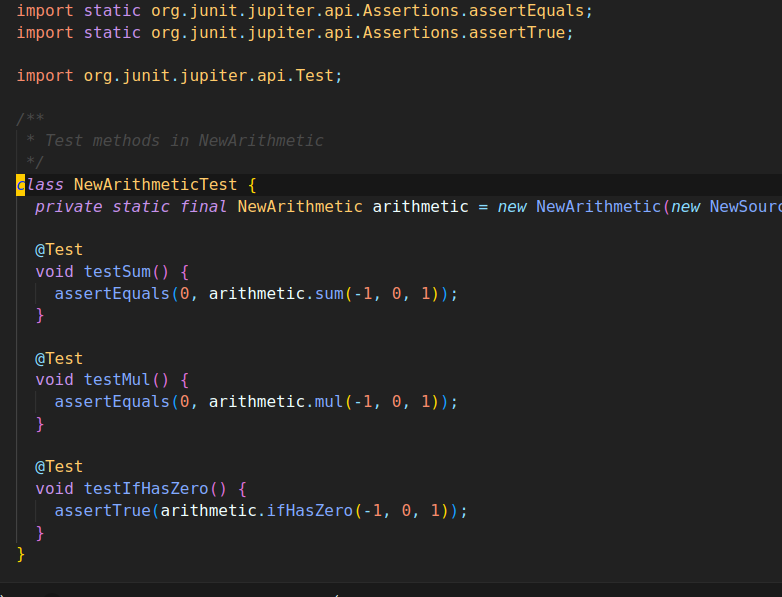 import static org.junit.jupiter.api.Assertions.assertEquals;
import static org.junit.jupiter.api.Assertions.assertTrue;
import org.junit.jupiter.api.Test;
/**
* Test methods in NewArithmetic
*/
class NewArithmeticTest {
private static final NewArithmetic arithmetic = new NewArithmetic(new NewSourc
@Test
void testSum() {
assertEquals(0, arithmetic.sum(-1, 0, 1));
}
@Test
void testMul() {
assertEquals(0, arithmetic.mul(-1, 0, 1));
}
@Test
void testIfHasZero() {
assertTrue(arithmetic.ifHasZero(-1, 0, 1));
}
}